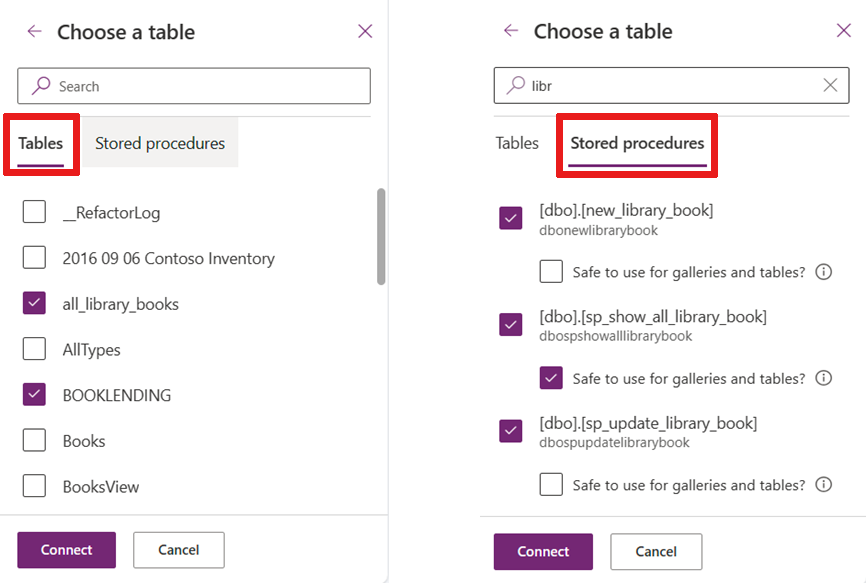 Choose a table
Search
Tables
Stored procedures
__RefactorLog
2016 09 06 Contoso Inventory
all_library_books
AllTypes
BOOKLENDING
Books
BooksView
Connect
Cancel
Choose a table
libr
Tables
Stored procedures
[dbo].[new_library_book]
dbonewlibrarybook
Safe to use for galleries and tables?
[dbo].[sp_show_all_library_book]
dbospshowalllibrarybook
Safe to use for galleries and tables?
[dbo].[sp_update_library_book]
dbospupdatelibrarybook
Safe to use for galleries and tables?
Connect
Cancel